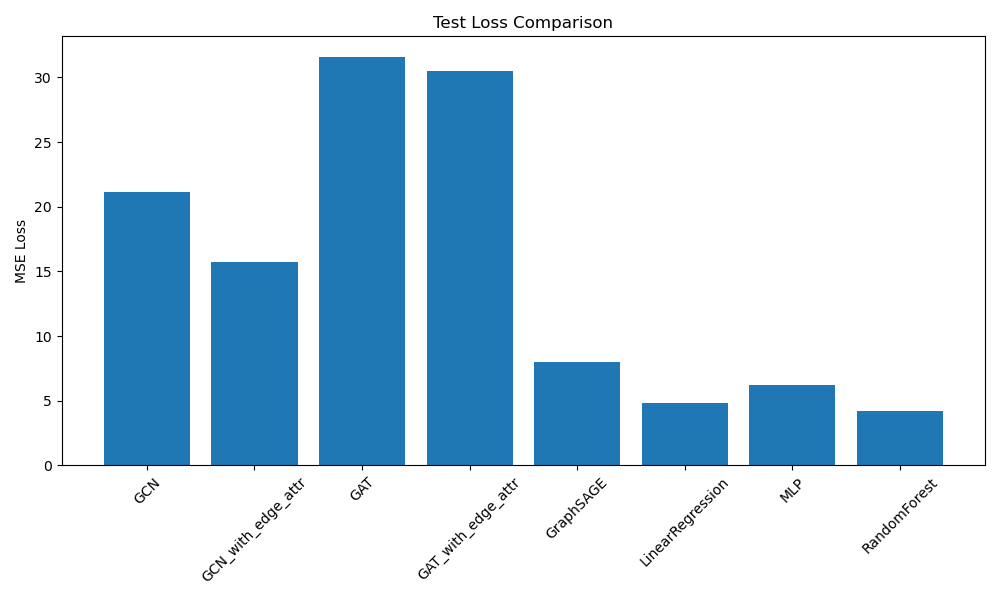 Test Loss Comparison
MSE Loss
30
25
20
15
10
5
0
GCN
GCN_with_edge_attr
GAT
GAT_with_edge_attr
GraphSAGE
LinearRegression
MLP
RandomForest